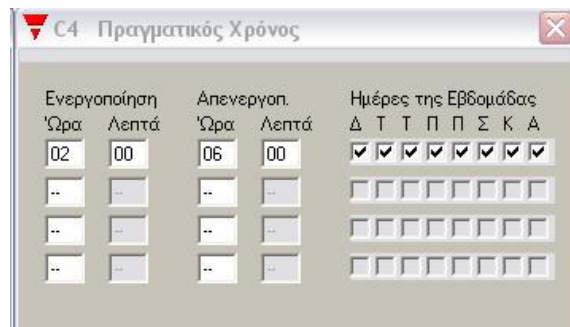 C4 Πραγματικός Χρόνος
Ενεργοποίηση Απενεργοπ. Ημέρες της Εβδομάδας
Ώρα Λεπτά Ώρα Λεπτά Δ Τ Τ Π Π Σ Κ Α
02 00 06 00
-- -- -- --
-- -- -- --
-- -- -- --